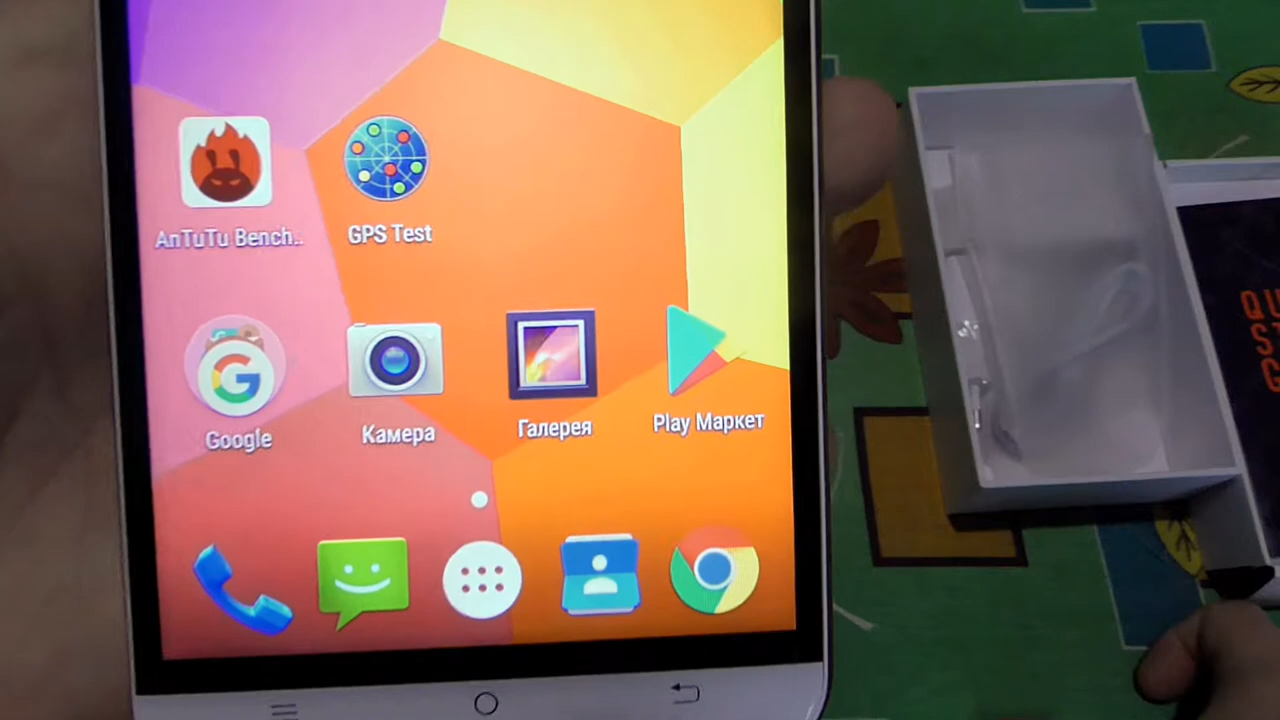 AnTuTu Bench..
GPS Test
Google
Камера
Галерея
Play Маркет